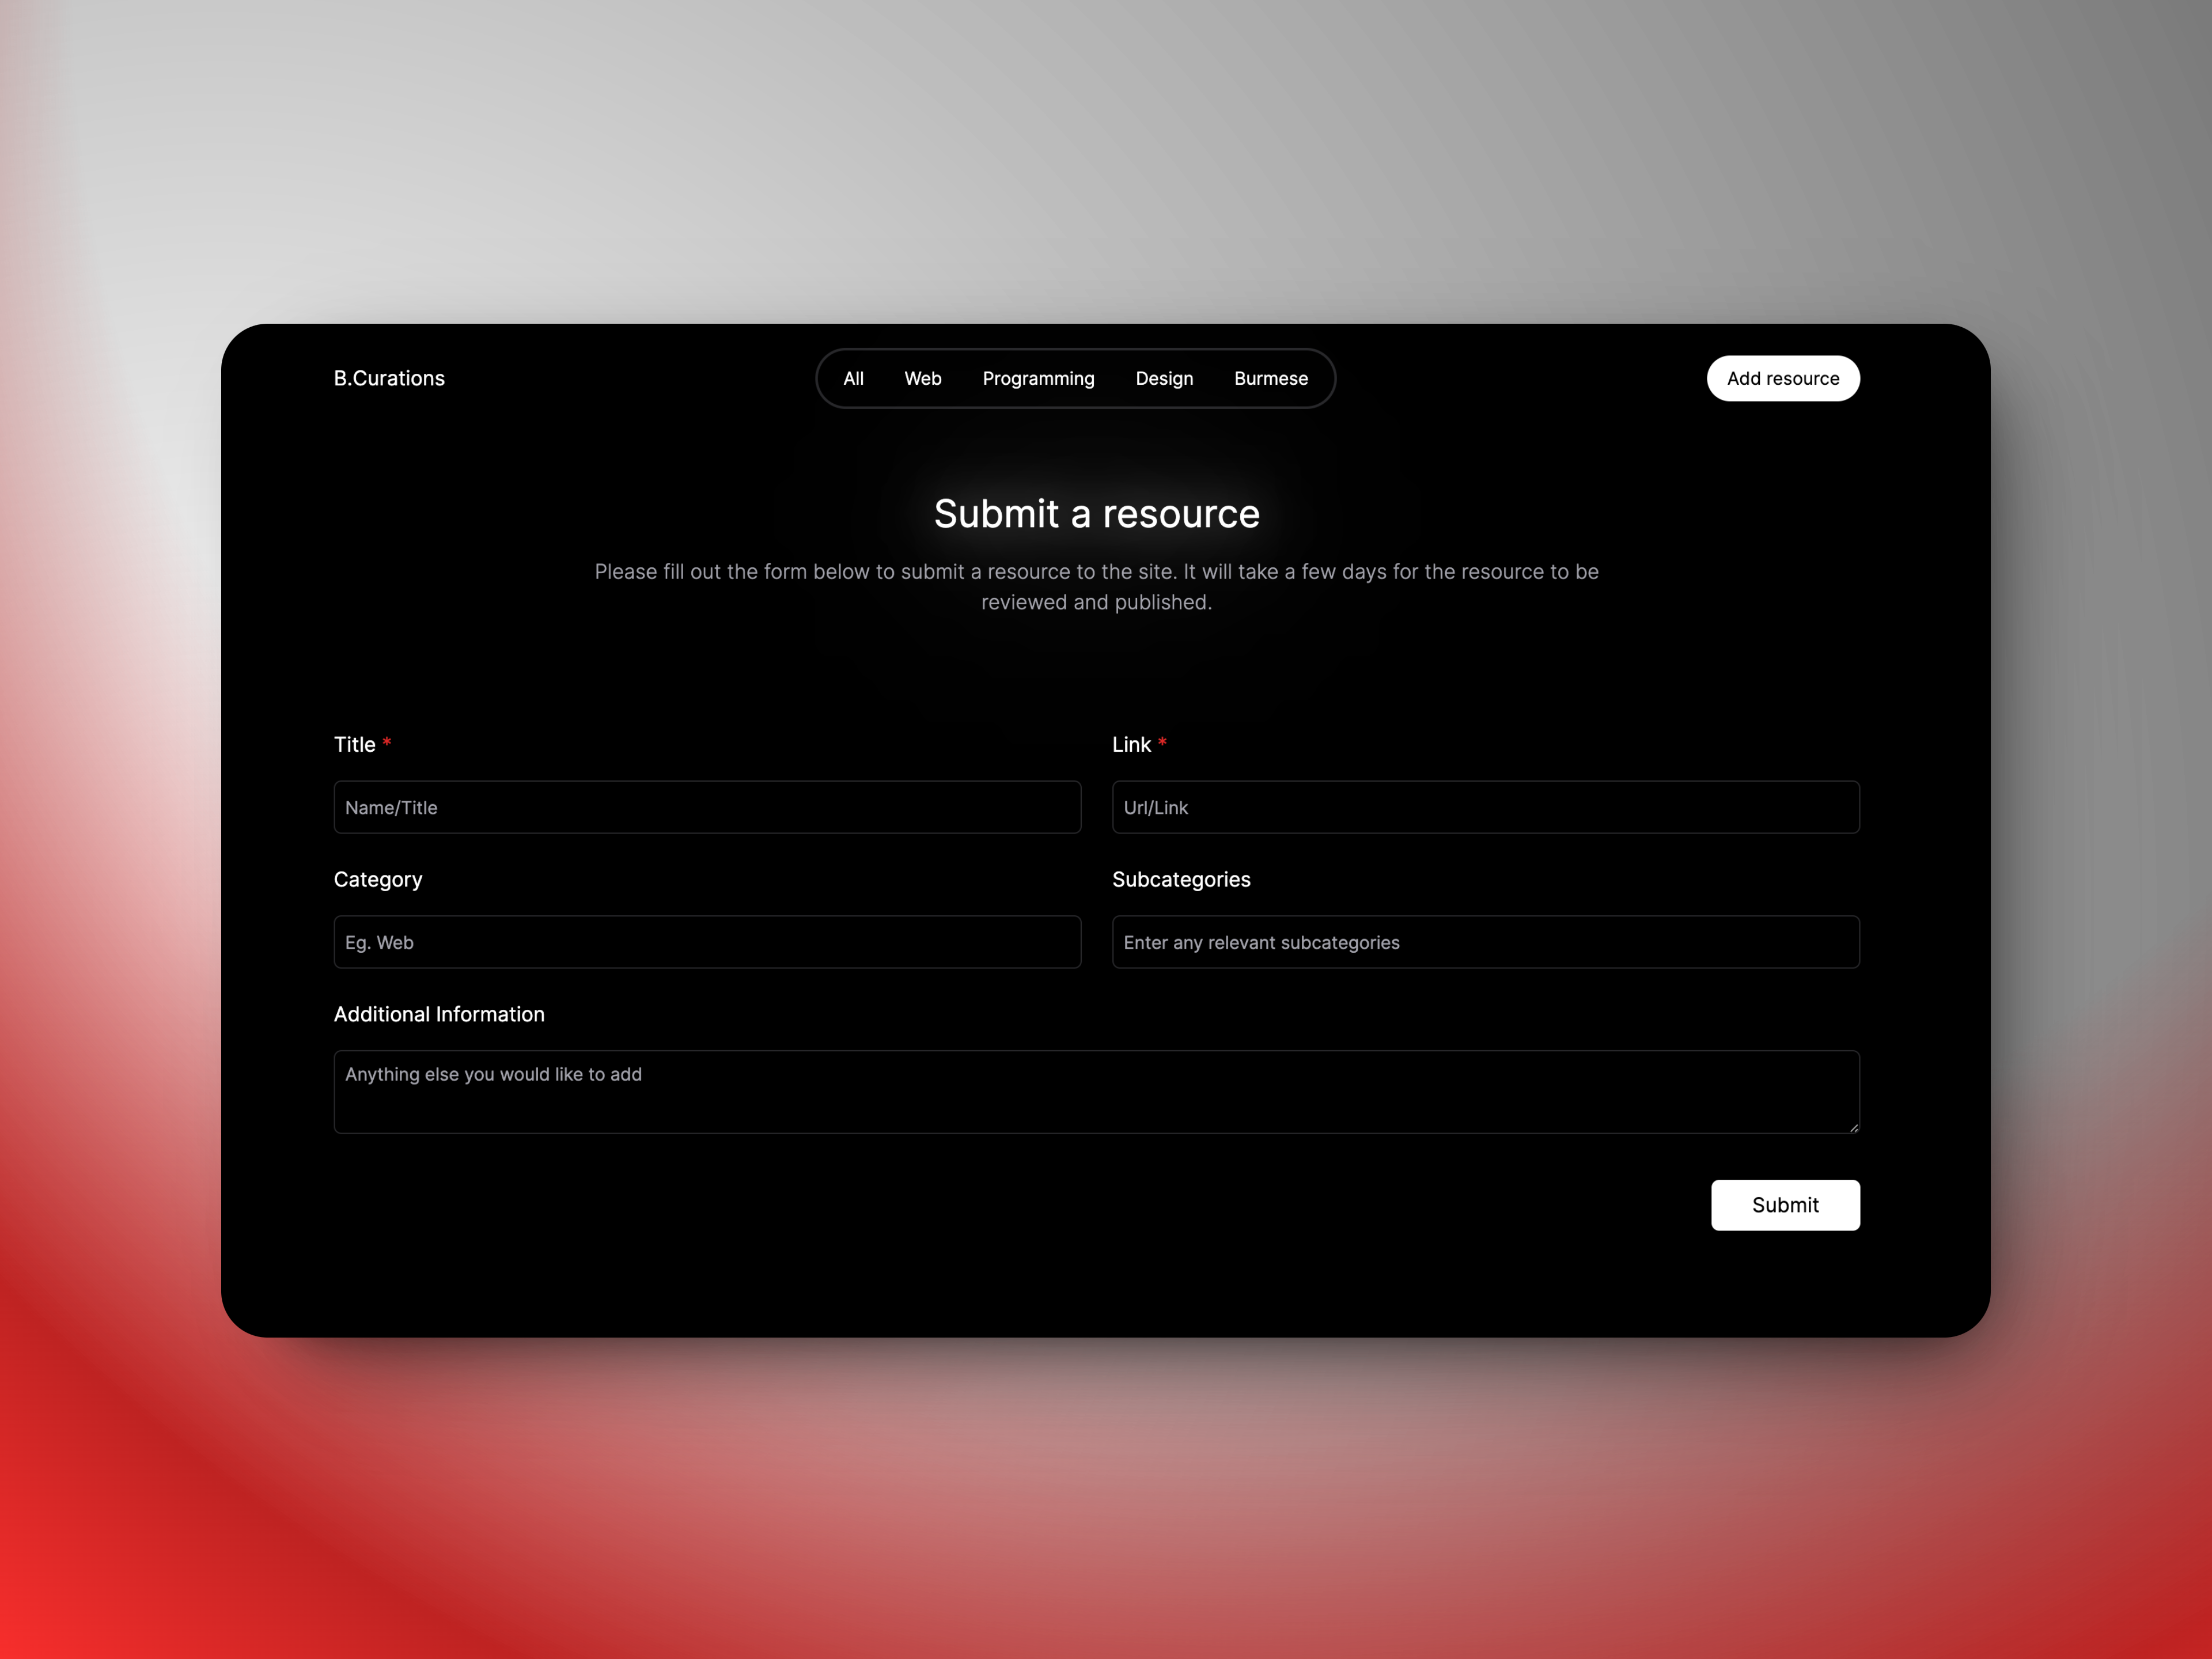 B.Curations
All Web Programming Design Burmese
Add resource
Submit a resource
Please fill out the form below to submit a resource to the site. It will take a few days for the resource to be
reviewed and published.
Title *
Link *
Name/Title
Url/Link
Category
Subcategories
Eg. Web
Enter any relevant subcategories
Additional Information
Anything else you would like to add
Submit